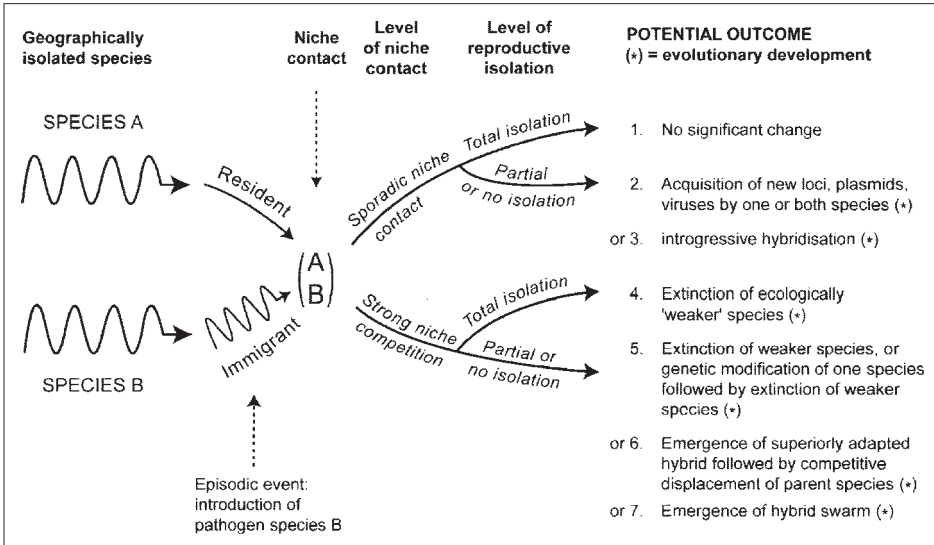 Geographically
isolated species
Niche
contact
Level
of niche
contact
Level of
reproductive
isolation
POTENTIAL OUTCOME
(*) = evolutionary development
SPECIES A
Resident
SPECIES B
Immigrant
(A
B)
Sporadic niche
contact
Total isolation
Partial
or no isolation
Strong niche
competition
Total isolation
Partial or
no isolation
Episodic event:
introduction of
pathogen species B
1. No significant change
2. Acquisition of new loci, plasmids,
viruses by one or both species (*)
or 3. introgressive hybridisation (*)
4. Extinction of ecologically
'weaker' species (*)
5. Extinction of weaker species, or
genetic modification of one species
followed by extinction of weaker
species (*)
or 6. Emergence of superiorly adapted
hybrid followed by competitive
displacement of parent species (*)
or 7. Emergence of hybrid swarm (*)